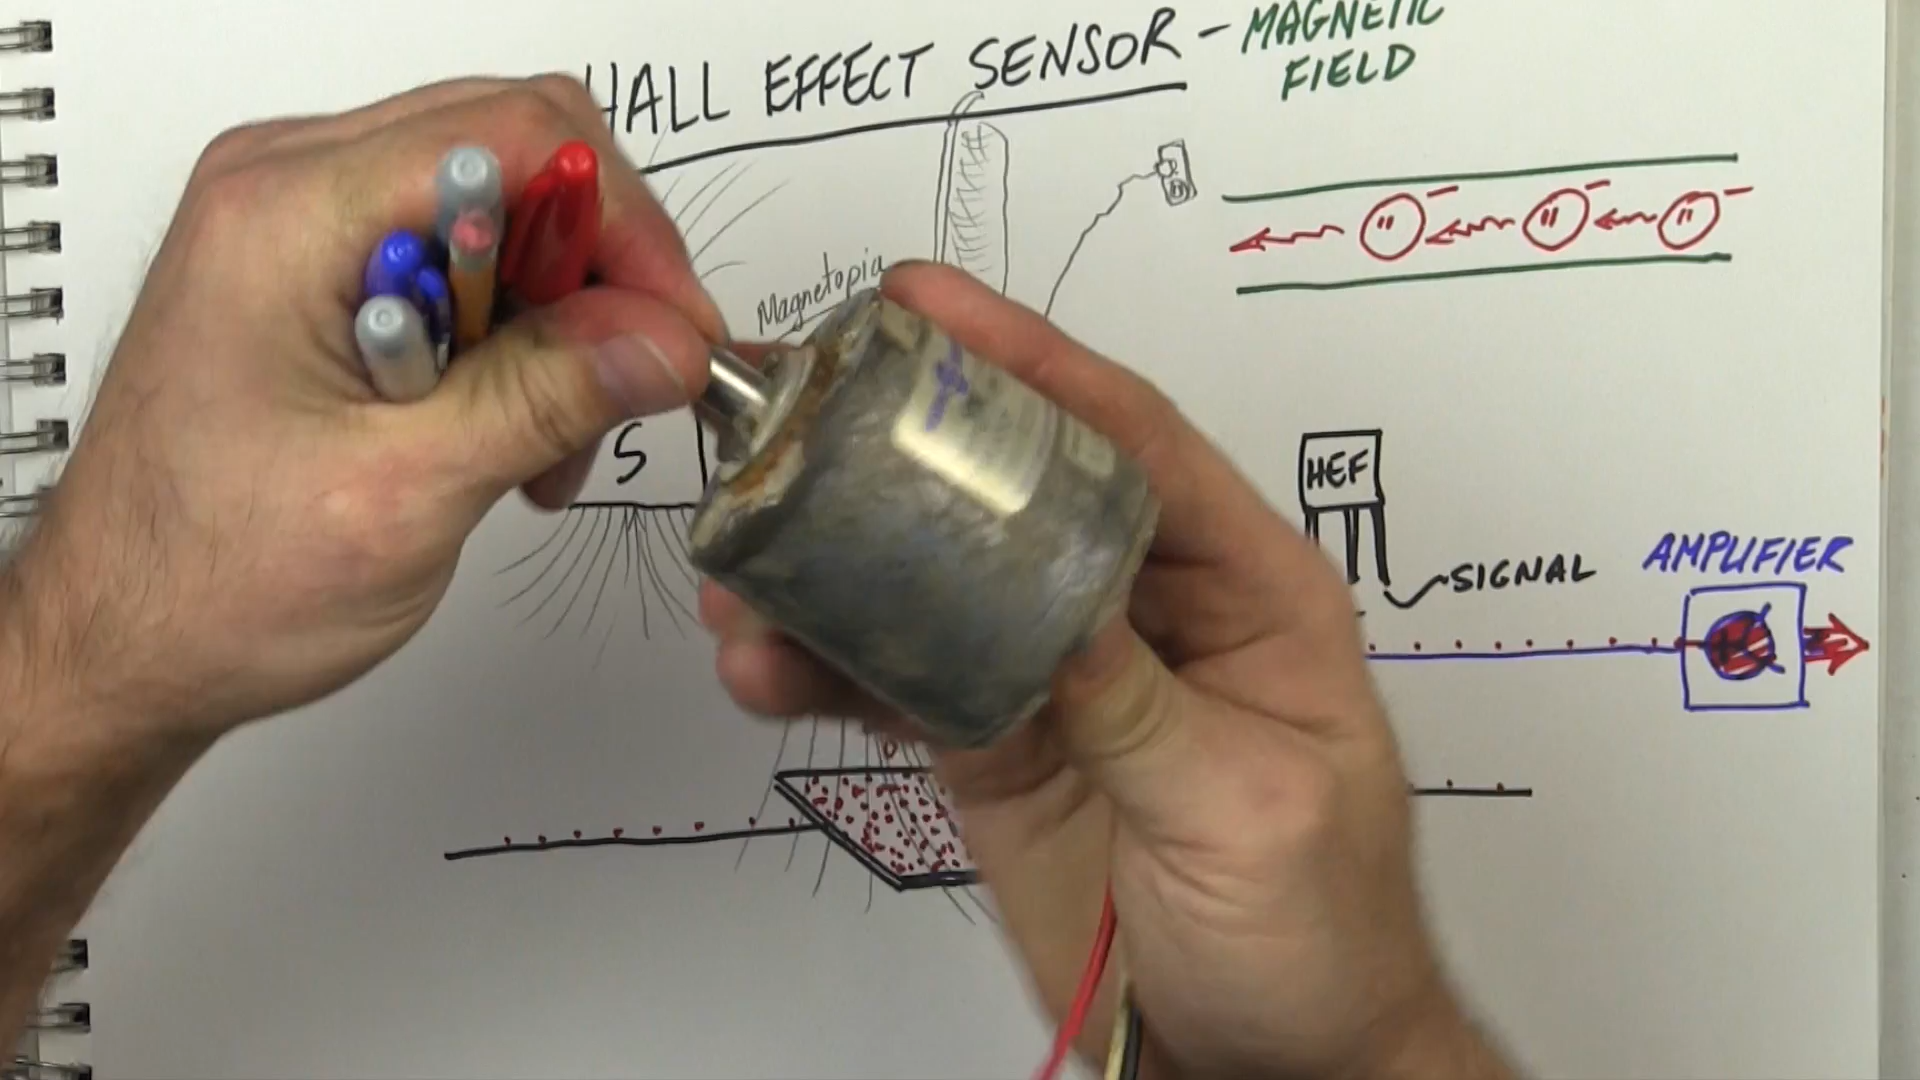 HALL EFFECT SENSOR - MAGNETIC
FIELD
Magnetopia
S
HEF
SIGNAL
AMPLIFIER